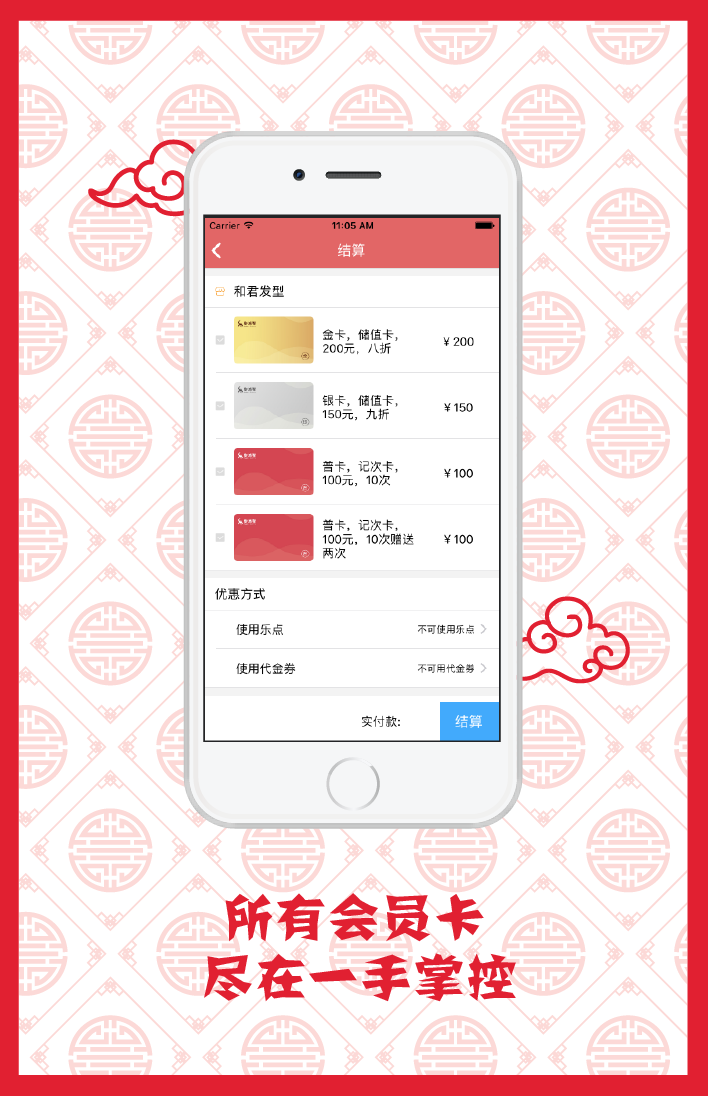 Carrier 11:05 AM
结算
和君发型
金卡，储值卡，
200元，八折
¥ 200
银卡，储值卡，
150元，九折
¥ 150
普卡，记次卡，
100元，10次
¥ 100
普卡，记次卡，
100元，10次赠送
两次
¥ 100
优惠方式
使用乐点 不可使用乐点
使用代金券 不可用代金券
实付款: 结算
所有会员卡
尽在一手掌控